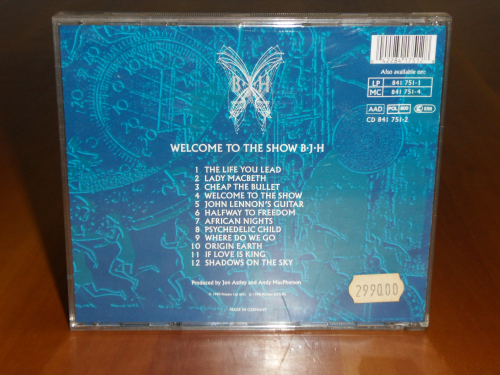 B J H
WELCOME TO THE SHOW B·J·H
1 THE LIFE YOU LEAD
2 LADY MACBETH
3 CHEAP THE BULLET
4 WELCOME TO THE SHOW
5 JOHN LENNON'S GUITAR
6 HALFWAY TO FREEDOM
7 AFRICAN NIGHTS
8 PSYCHEDELIC CHILD
9 WHERE DO WE GO
10 ORIGIN EARTH
11 IF LOVE IS KING
12 SHADOWS ON THE SKY
Produced by Jon Astley and Andy MacPherson
MADE IN GERMANY
Also available on:
LP 841 751-1
MC 841 751-4
AAD
CD 841 751-2
2990.00